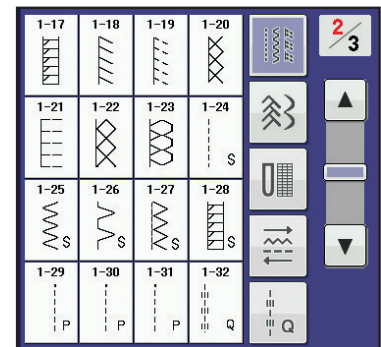 1-17 1-18 1-19 1-20
2/3
1-21 1-22 1-23 1-24
S
1-25 1-26 1-27 1-28
S S S S
1-29 1-30 1-31 1-32
P P P Q
Q